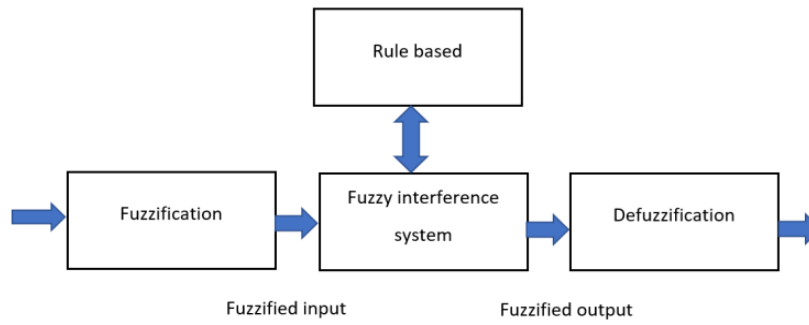 Rule based
Fuzzification
Fuzzy interference
system
Defuzzification
Fuzzified input
Fuzzified output